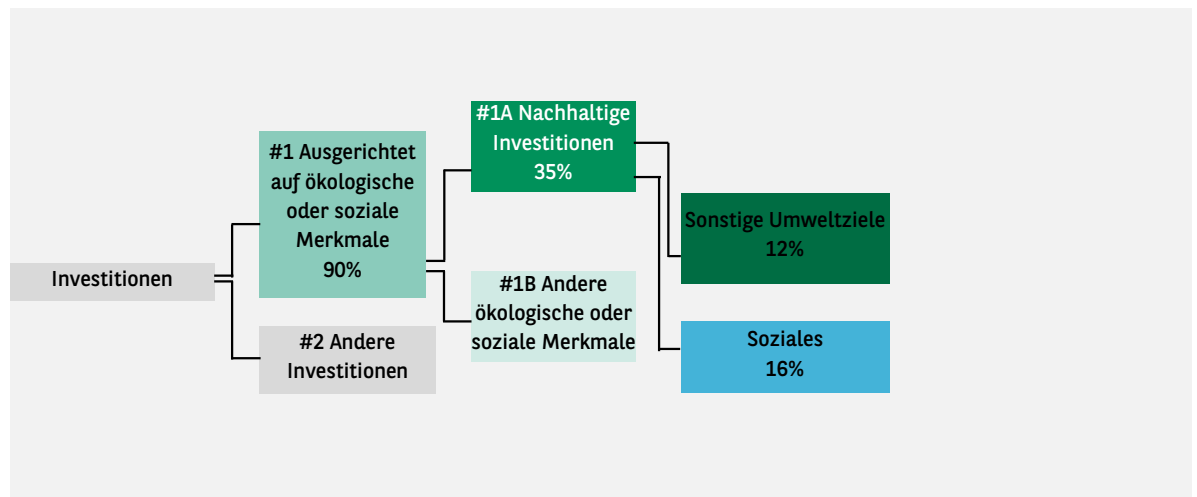 Investitionen
#1 Ausgerichtet
auf ökologische
oder soziale
Merkmale
90%
#2 Andere
Investitionen
#1A Nachhaltige
Investitionen
35%
#1B Andere
ökologische oder
soziale Merkmale
Sonstige Umweltziele
12%
Soziales
16%